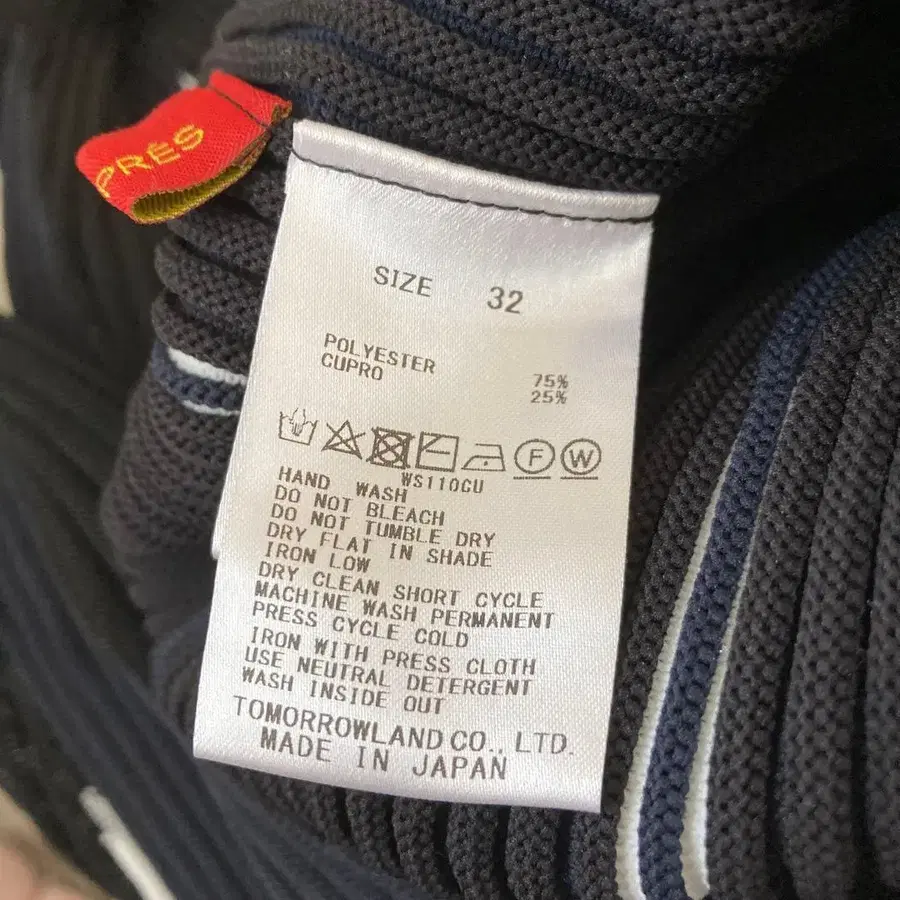 PRÊS
SIZE 32
POLYESTER 75%
CUPRO 25%
F W
WS110CU
HAND WASH
DO NOT BLEACH
DO NOT TUMBLE DRY
DRY FLAT IN SHADE
IRON LOW
DRY CLEAN SHORT CYCLE
MACHINE WASH PERMANENT
PRESS CYCLE COLD
IRON WITH PRESS CLOTH
USE NEUTRAL DETERGENT
WASH INSIDE OUT
TOMORROWLAND CO., LTD.
MADE IN JAPAN